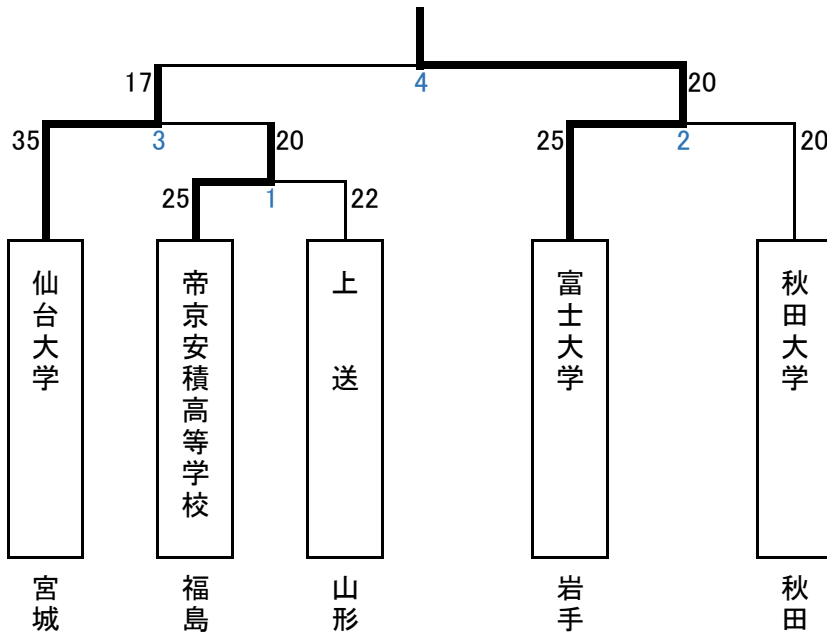 17
4
20
35
3
20
25
2
20
25
1
22
仙台大学
帝京安積高等学校
上送
富士大学
秋田大学
宮城
福島
山形
岩手
秋田